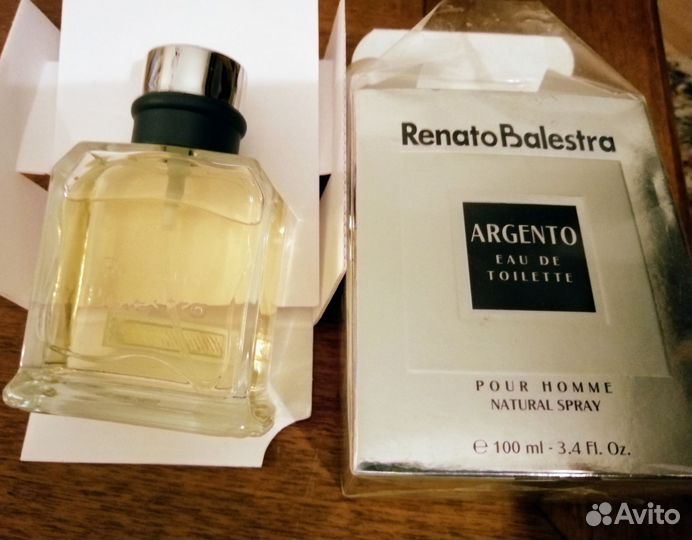 Renato Balestra
ARGENTO
EAU DE
TOILETTE
POUR HOMME
NATURAL SPRAY
℮ 100 ml - 3.4 Fl. Oz.
Avito